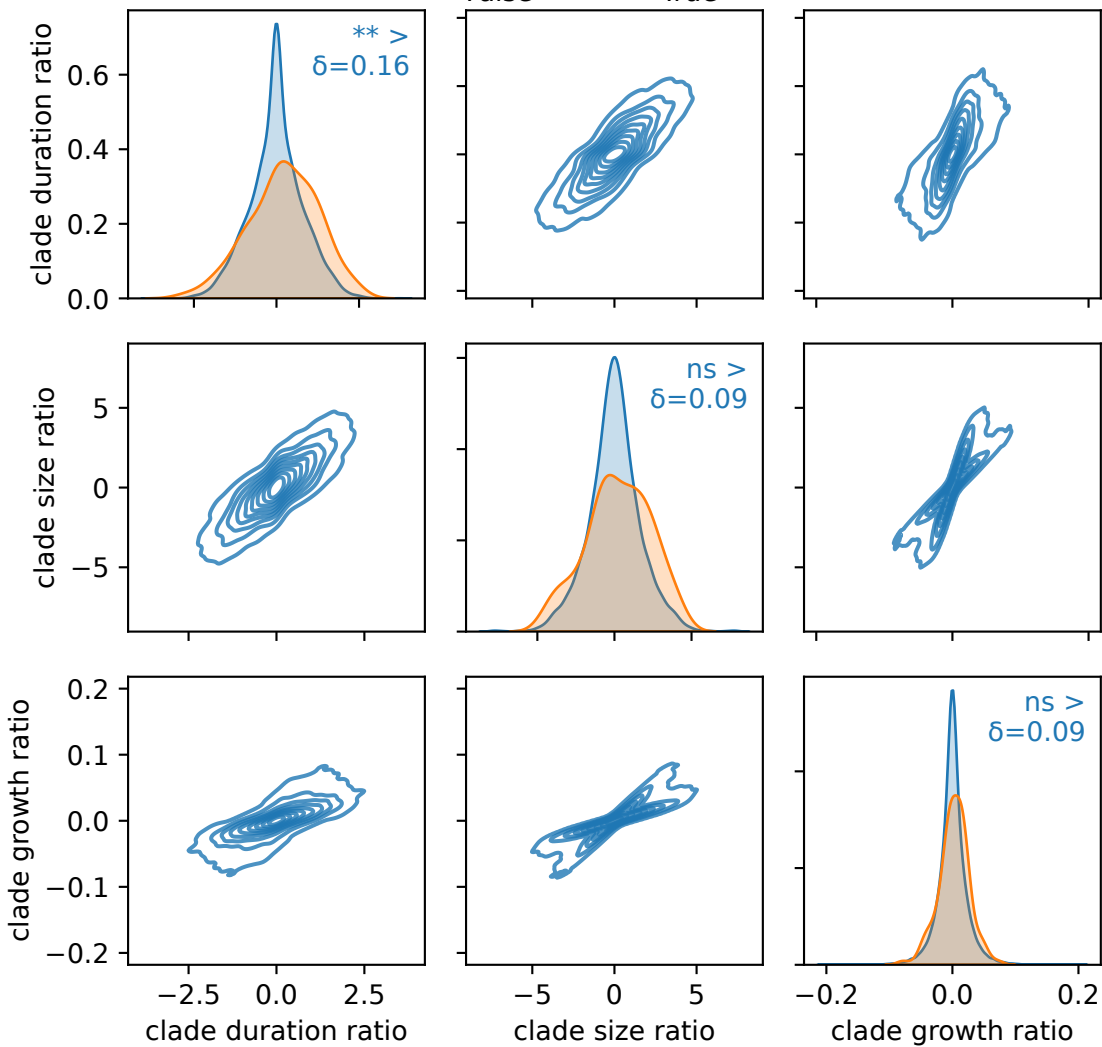 ** >
δ=0.16
clade duration ratio
0.6
0.4
0.2
0.0
ns >
δ=0.09
clade size ratio
5
0
−5
ns >
δ=0.09
clade growth ratio
0.2
0.1
0.0
−0.1
−0.2
−2.5 0.0 2.5
−5 0 5
−0.2 0.0 0.2
clade duration ratio
clade size ratio
clade growth ratio